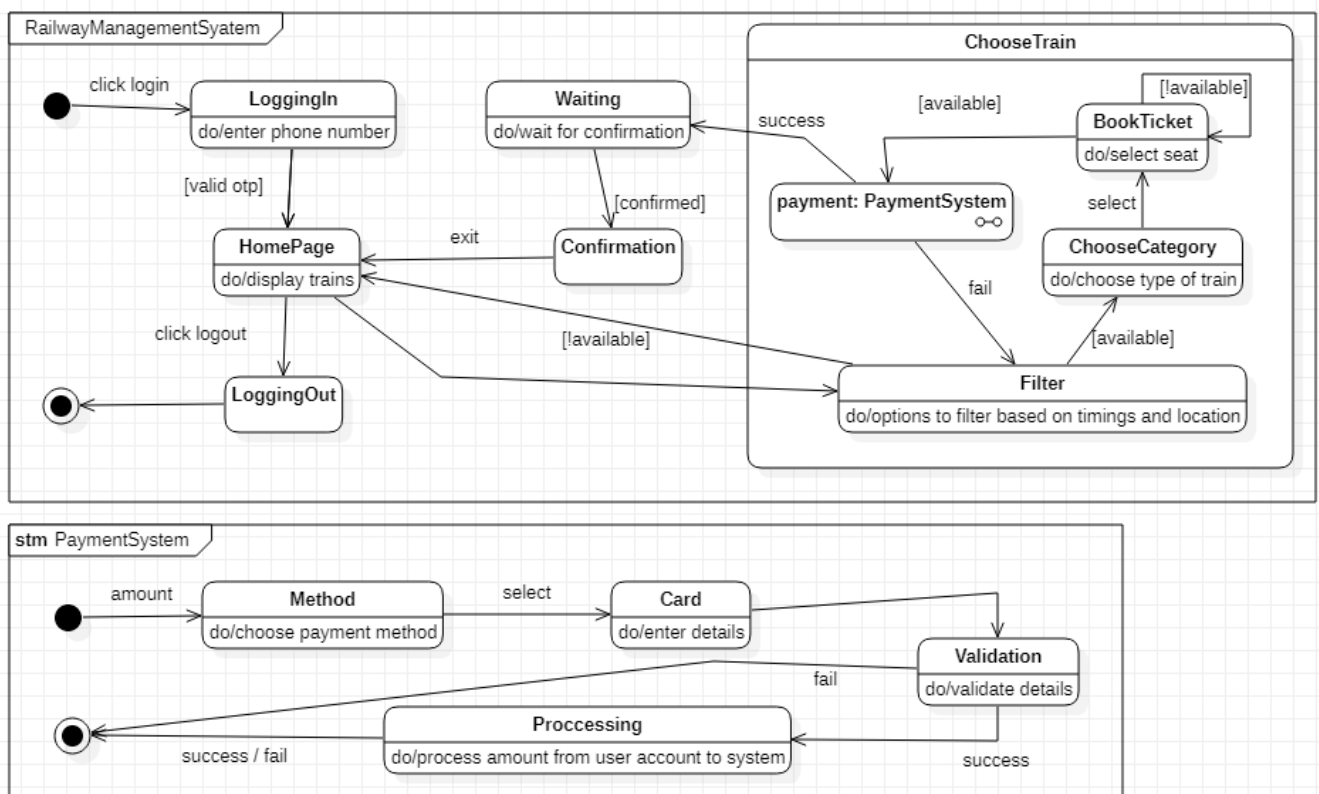 RailwayManagementSyatem
ChooseTrain
click login
LoggingIn
do/enter phone number
Waiting
do/wait for confirmation
success
[available]
[!available]
BookTicket
do/select seat
[valid otp]
payment: PaymentSystem
select
[confirmed]
HomePage
do/display trains
exit
Confirmation
ChooseCategory
do/choose type of train
fail
click logout
[!available]
[available]
LoggingOut
Filter
do/options to filter based on timings and location
stm PaymentSystem
amount
Method
do/choose payment method
select
Card
do/enter details
Validation
do/validate details
fail
Proccessing
do/process amount from user account to system
success / fail
success